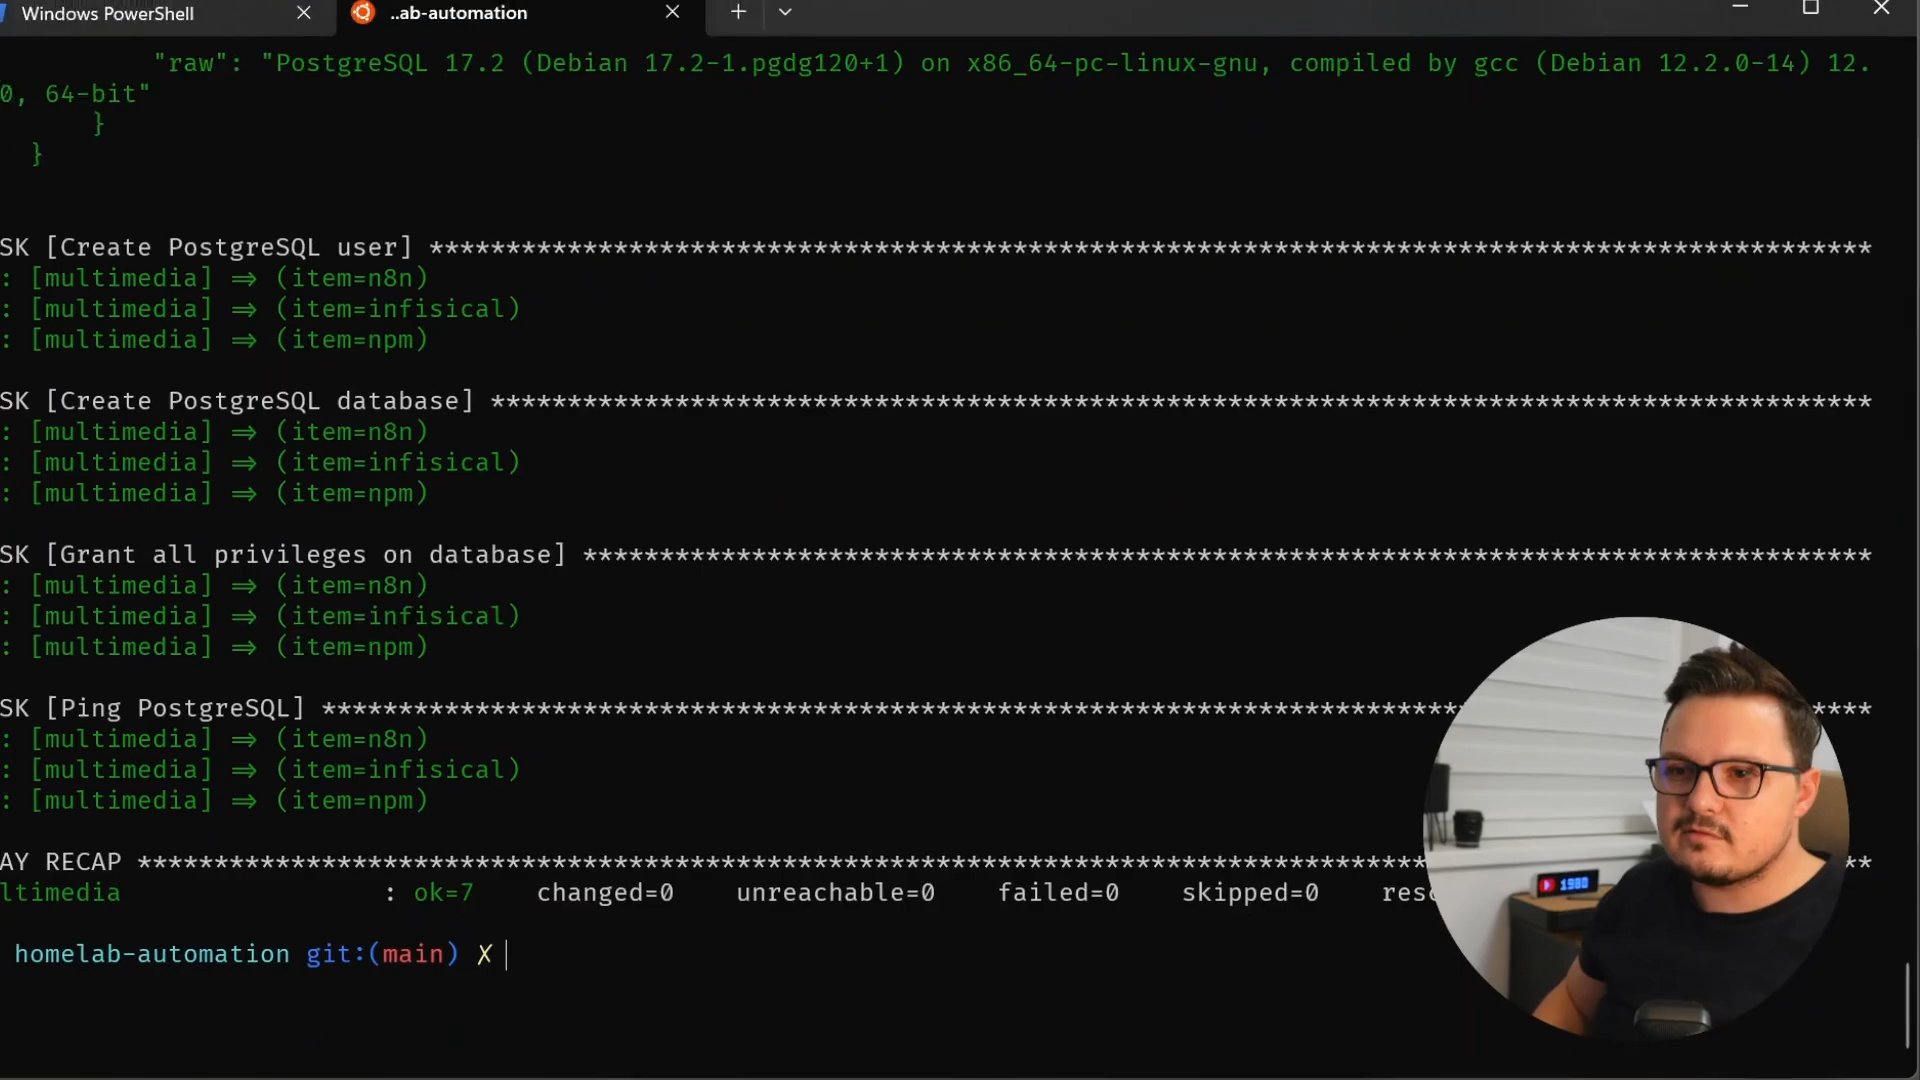 Windows PowerShell
..ab-automation
"raw": "PostgreSQL 17.2 (Debian 17.2-1.pgdg120+1) on x86_64-pc-linux-gnu, compiled by gcc (Debian 12.2.0-14) 12.
0, 64-bit"
}
}
SK [Create PostgreSQL user] **********************************************************************************************
: [multimedia] => (item=n8n)
: [multimedia] => (item=infisical)
: [multimedia] => (item=npm)
SK [Create PostgreSQL database] ******************************************************************************************
: [multimedia] => (item=n8n)
: [multimedia] => (item=infisical)
: [multimedia] => (item=npm)
SK [Grant all privileges on database] ************************************************************************************
: [multimedia] => (item=n8n)
: [multimedia] => (item=infisical)
: [multimedia] => (item=npm)
SK [Ping PostgreSQL] *****************************************************************************************************
: [multimedia] => (item=n8n)
: [multimedia] => (item=infisical)
: [multimedia] => (item=npm)
AY RECAP *****************************************************************************************************************
ltimedia : ok=7 changed=0 unreachable=0 failed=0 skipped=0 resc
homelab-automation git:(main) X
1980